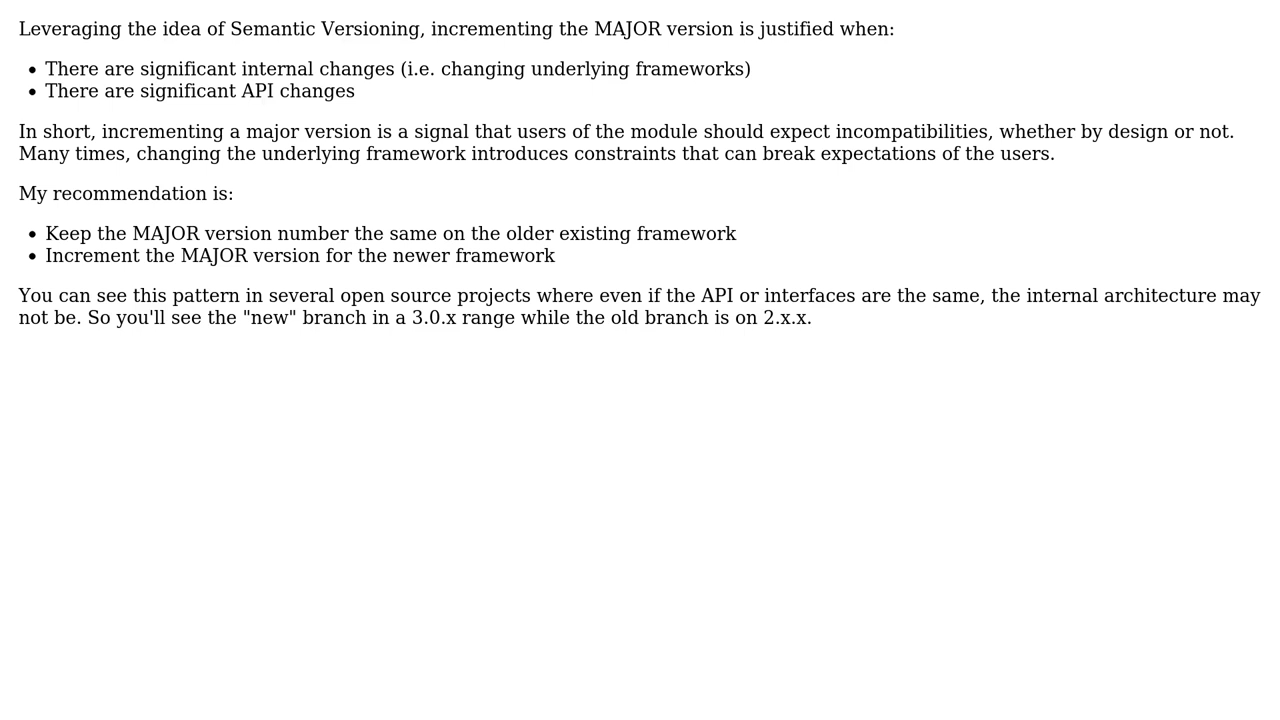 Leveraging the idea of Semantic Versioning, incrementing the MAJOR version is justified when:
• There are significant internal changes (i.e. changing underlying frameworks)
• There are significant API changes
In short, incrementing a major version is a signal that users of the module should expect incompatibilities, whether by design or not.
Many times, changing the underlying framework introduces constraints that can break expectations of the users.
My recommendation is:
• Keep the MAJOR version number the same on the older existing framework
• Increment the MAJOR version for the newer framework
You can see this pattern in several open source projects where even if the API or interfaces are the same, the internal architecture may
not be. So you'll see the "new" branch in a 3.0.x range while the old branch is on 2.x.x.